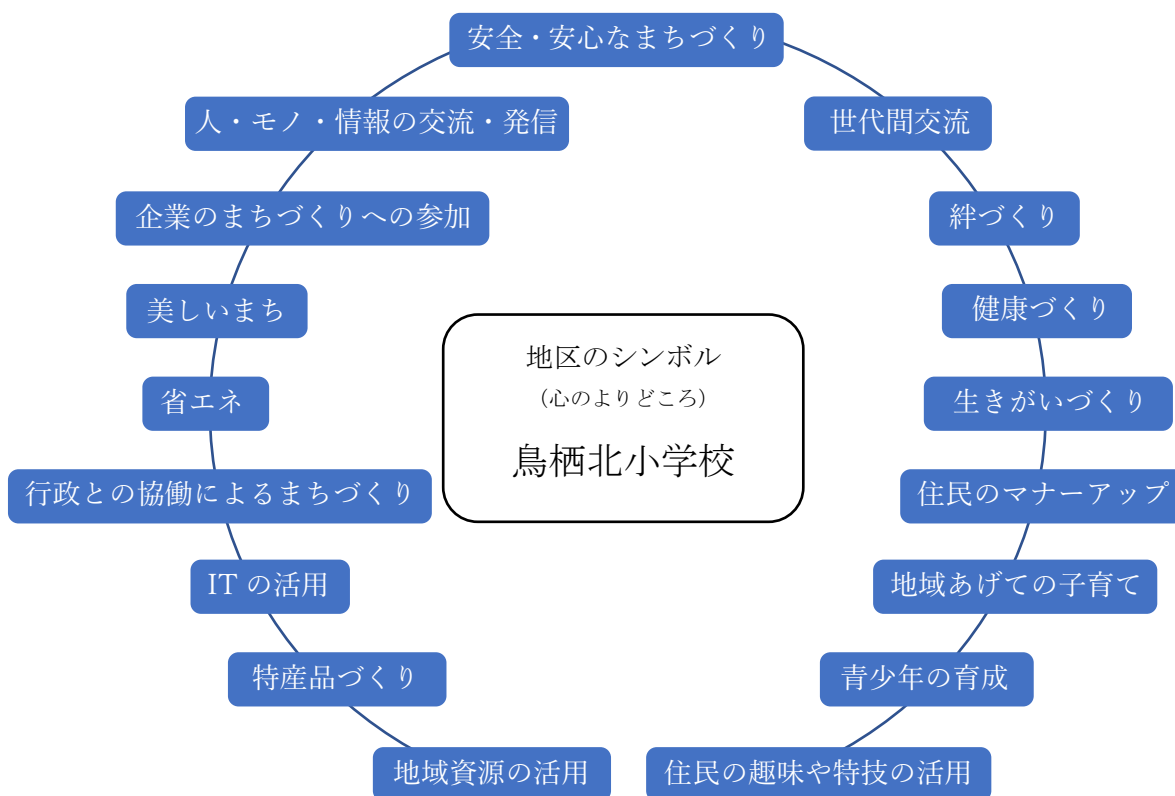 安全・安心なまちづくり
人・モノ・情報の交流・発信
世代間交流
企業のまちづくりへの参加
絆づくり
美しいまち
健康づくり
地区のシンボル
（心のよりどころ）
鳥栖北小学校
省エネ
生きがいづくり
行政との協働によるまちづくり
住民のマナーアップ
IT の活用
地域あげての子育て
特産品づくり
青少年の育成
地域資源の活用
住民の趣味や特技の活用